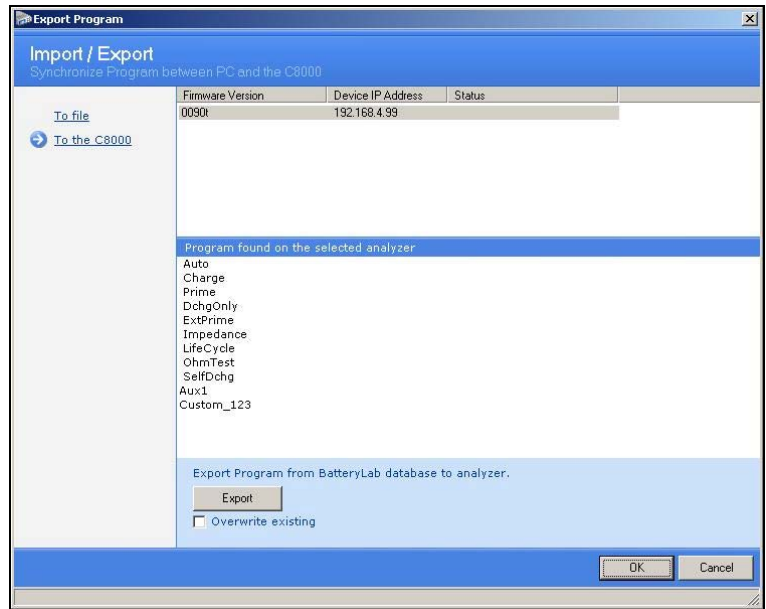 Export Program
Import / Export
Synchronize Program between PC and the C8000
To file
To the C8000
Firmware Version Device IP Address Status
0090t 192.168.4.99
Program found on the selected analyzer
Auto
Charge
Prime
DchgOnly
ExtPrime
Impedance
LifeCycle
OhmTest
SelfDchg
Aux1
Custom_123
Export Program from BatteryLab database to analyzer.
Export
Overwrite existing
OK Cancel